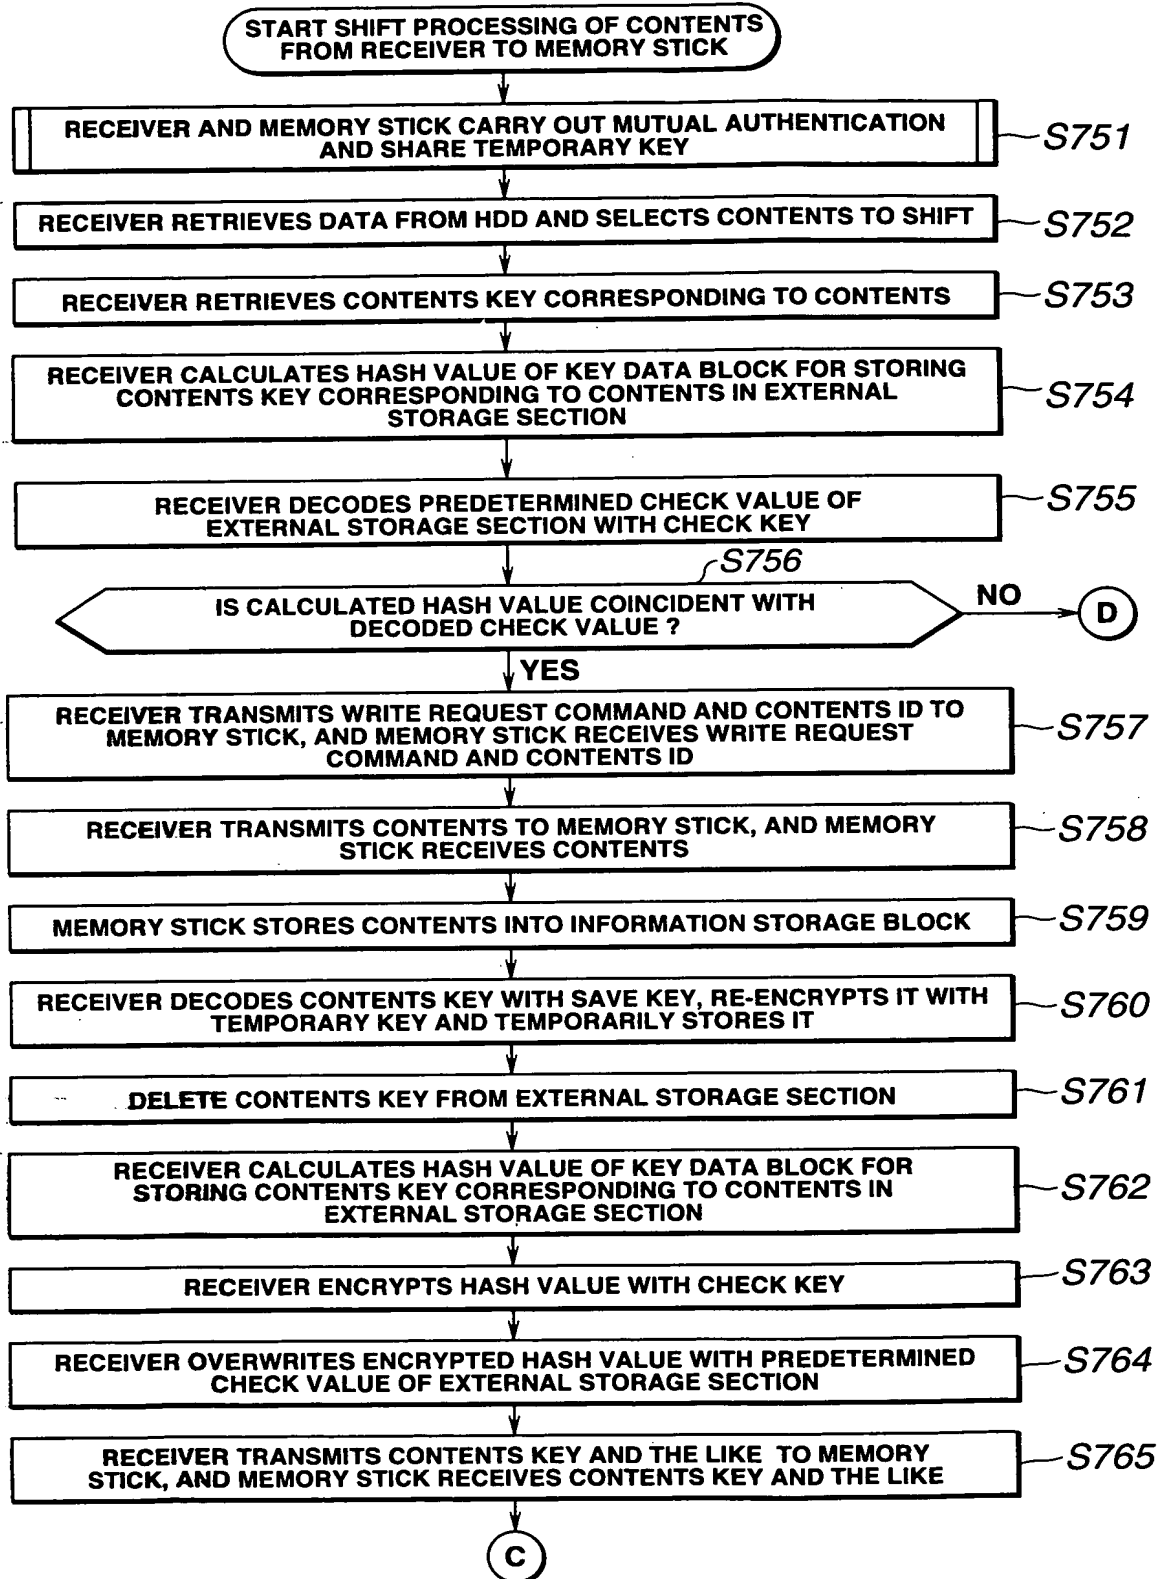 START SHIFT PROCESSING OF CONTENTS
FROM RECEIVER TO MEMORY STICK
RECEIVER AND MEMORY STICK CARRY OUT MUTUAL AUTHENTICATION
AND SHARE TEMPORARY KEY
S751
RECEIVER RETRIEVES DATA FROM HDD AND SELECTS CONTENTS TO SHIFT
S752
RECEIVER RETRIEVES CONTENTS KEY CORRESPONDING TO CONTENTS
S753
RECEIVER CALCULATES HASH VALUE OF KEY DATA BLOCK FOR STORING
CONTENTS KEY CORRESPONDING TO CONTENTS IN EXTERNAL
STORAGE SECTION
S754
RECEIVER DECODES PREDETERMINED CHECK VALUE OF
EXTERNAL STORAGE SECTION WITH CHECK KEY
S755
S756
IS CALCULATED HASH VALUE COINCIDENT WITH
DECODED CHECK VALUE ?
NO
D
YES
RECEIVER TRANSMITS WRITE REQUEST COMMAND AND CONTENTS ID TO
MEMORY STICK, AND MEMORY STICK RECEIVES WRITE REQUEST
COMMAND AND CONTENTS ID
S757
RECEIVER TRANSMITS CONTENTS TO MEMORY STICK, AND MEMORY
STICK RECEIVES CONTENTS
S758
MEMORY STICK STORES CONTENTS INTO INFORMATION STORAGE BLOCK
S759
RECEIVER DECODES CONTENTS KEY WITH SAVE KEY, RE-ENCRYPTS IT WITH
TEMPORARY KEY AND TEMPORARILY STORES IT
S760
DELETE CONTENTS KEY FROM EXTERNAL STORAGE SECTION
S761
RECEIVER CALCULATES HASH VALUE OF KEY DATA BLOCK FOR
STORING CONTENTS KEY CORRESPONDING TO CONTENTS IN
EXTERNAL STORAGE SECTION
S762
RECEIVER ENCRYPTS HASH VALUE WITH CHECK KEY
S763
RECEIVER OVERWRITES ENCRYPTED HASH VALUE WITH PREDETERMINED
CHECK VALUE OF EXTERNAL STORAGE SECTION
S764
RECEIVER TRANSMITS CONTENTS KEY AND THE LIKE TO MEMORY
STICK, AND MEMORY STICK RECEIVES CONTENTS KEY AND THE LIKE
S765
C